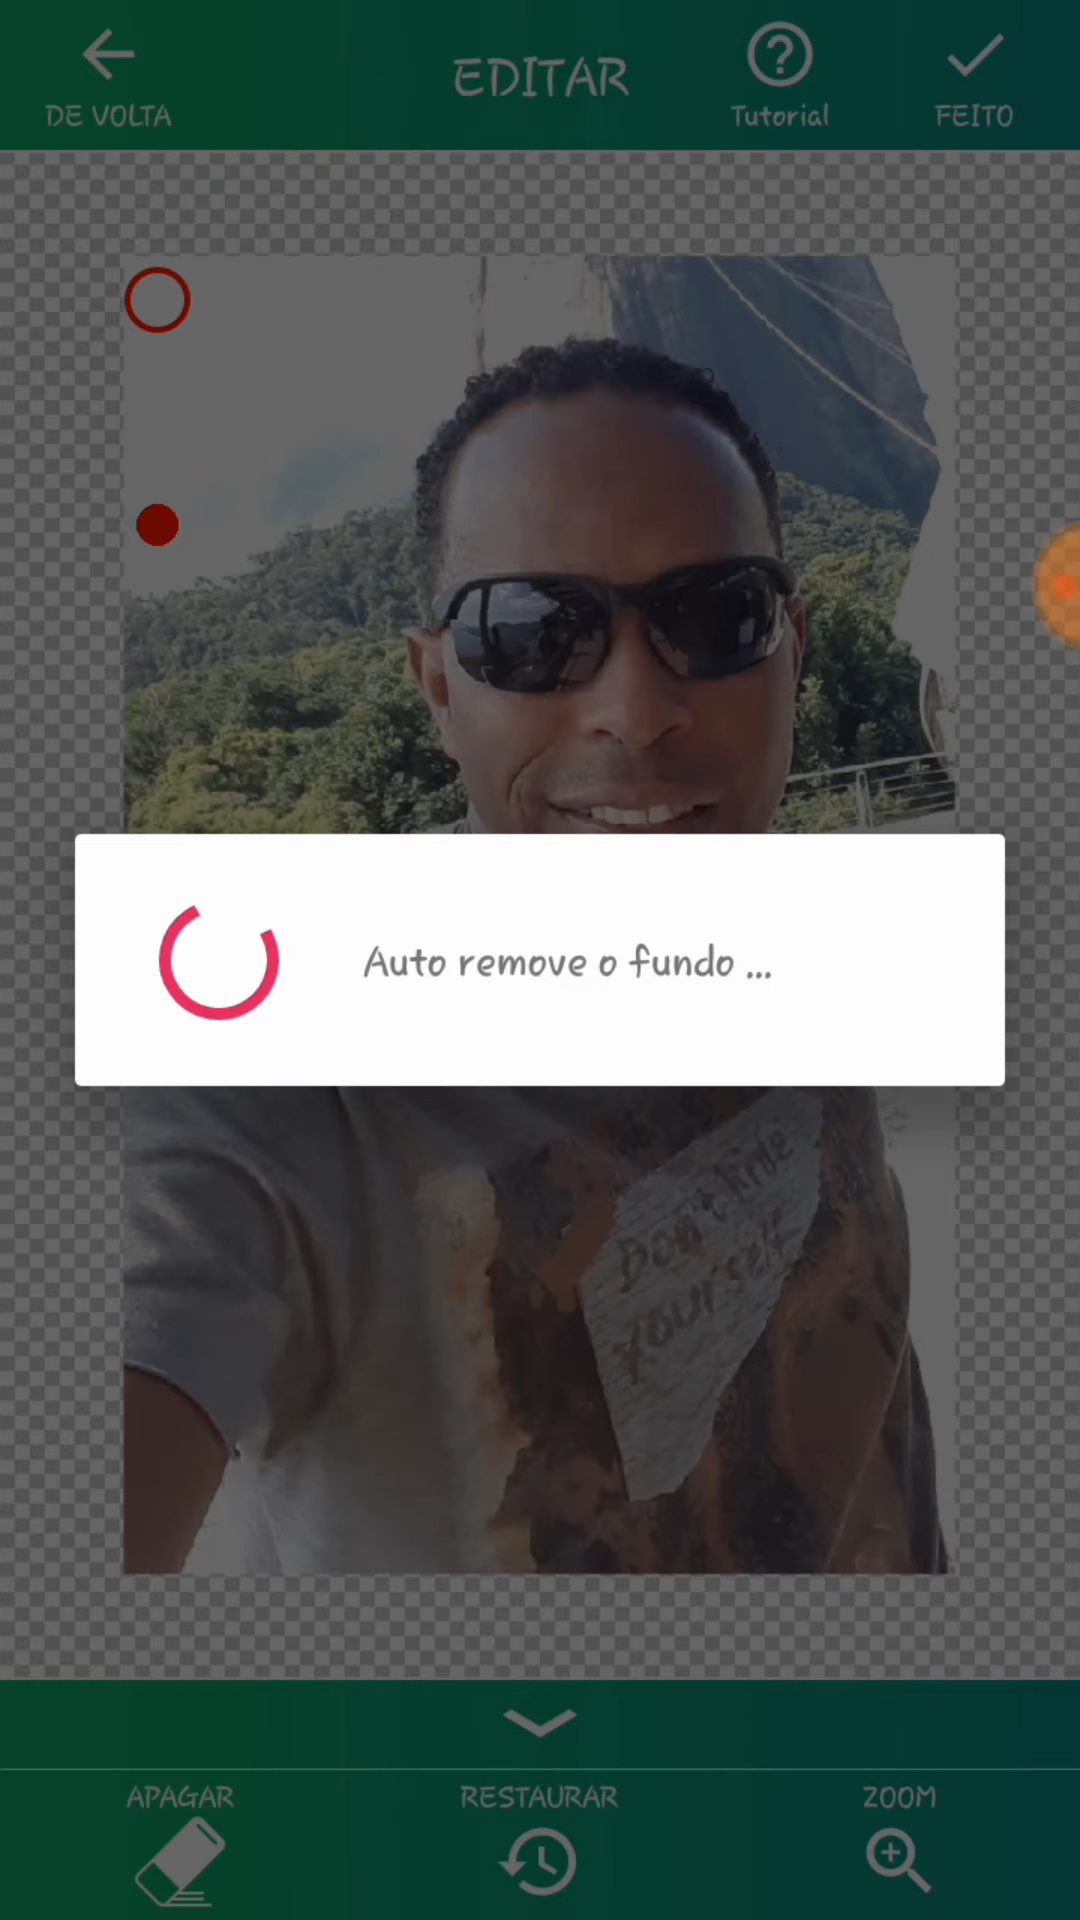 EDITAR
DE VOLTA
Tutorial
FEITO
Auto remove o fundo ...
Don't hide
yourself
APAGAR
RESTAURAR
ZOOM